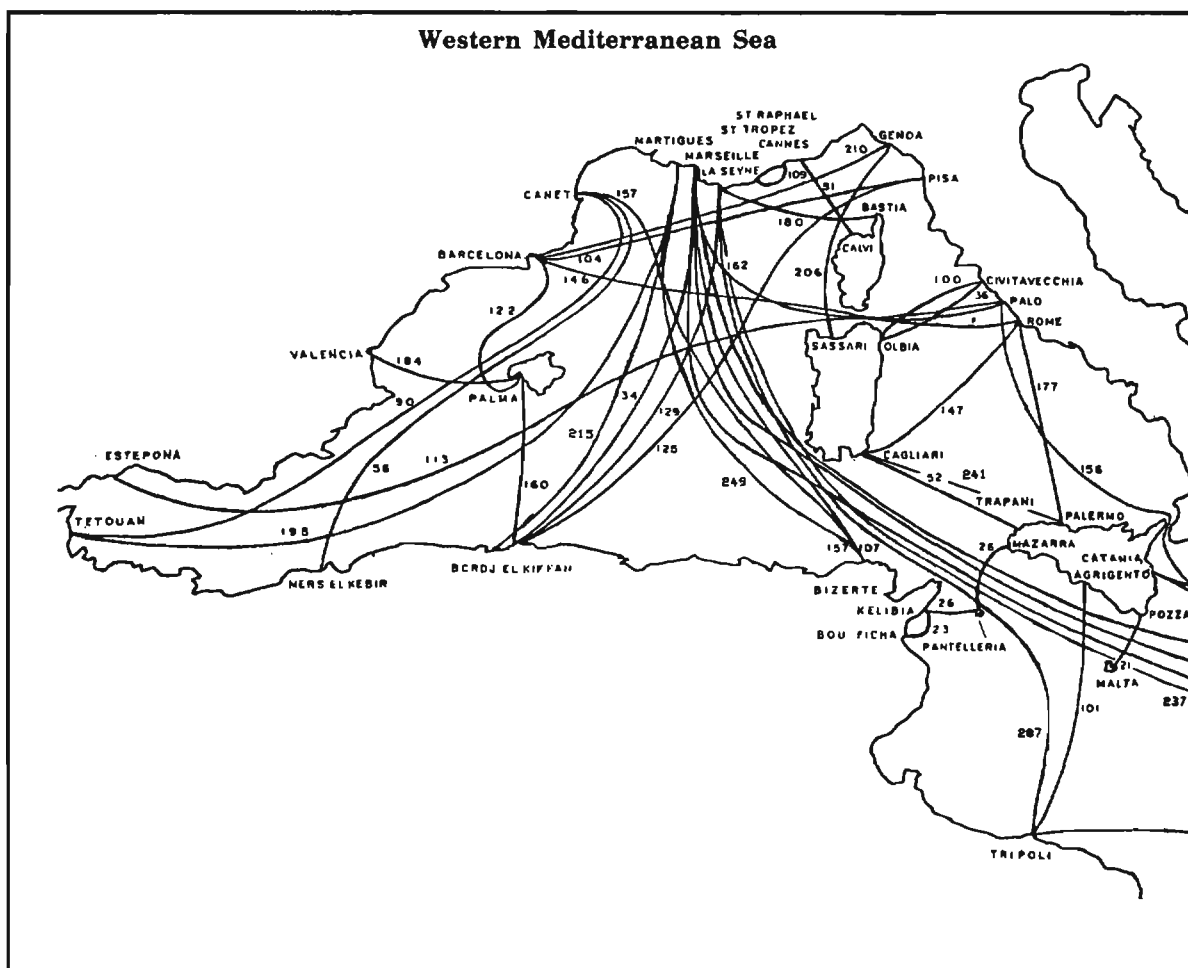 Western Mediterranean Sea
ST RAPHAEL
ST TROPEZ
CANNES
MARTIGUES
MARSEILLE
LA SEYNE
GENOA
210
109
91
PISA
CANET
157
BASTIA
180
CALVI
BARCELONA
104
146
162
206
100
CIVITAVECCHIA
36
PALO
ROME
122
SASSARI
OLBIA
VALENCIA
184
PALMA
90
34
129
147
177
ESTEPONA
56
113
215
125
CAGLIARI
52
241
156
160
249
TRAPANI
PALERMO
TETOUAN
198
157
107
26
MAZARRA
CATANIA
AGRIGENTO
MERS EL KEBIR
BORDJ EL KIFFAN
BIZERTE
KELIBIA
26
POZZA
BOU FICHA
23
PANTELLERIA
21
MALTA
237
101
287
TRIPOLI